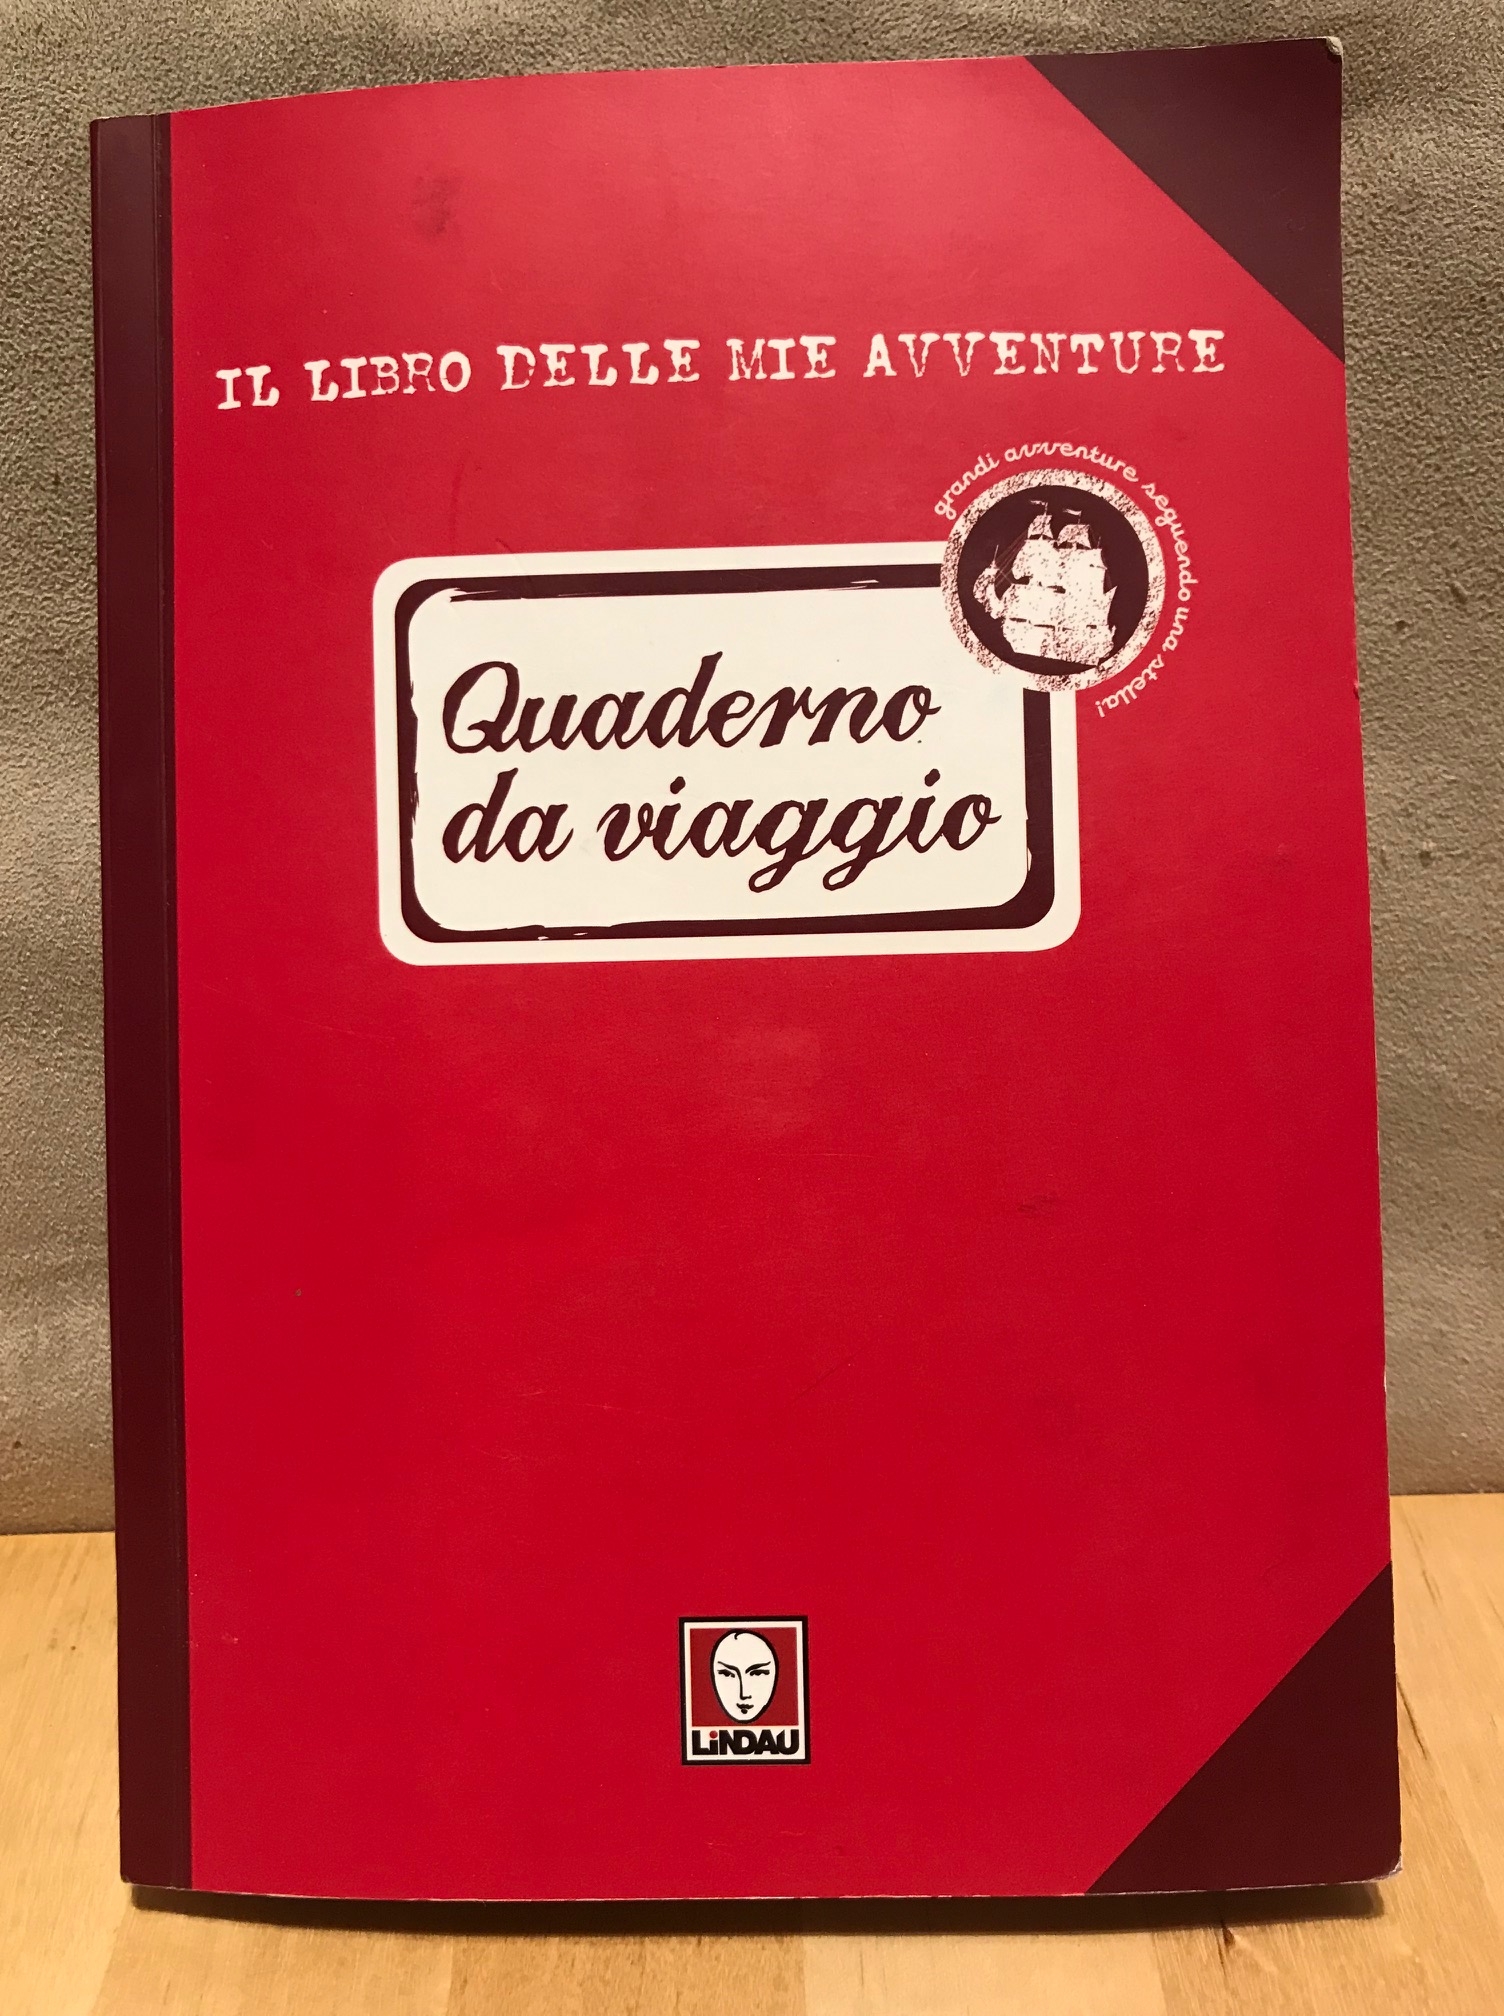 IL LIBRO DELLE MIE AVVENTURE
grandi avventure seguendo una stella!
Quaderno
da viaggio
LiNDAU